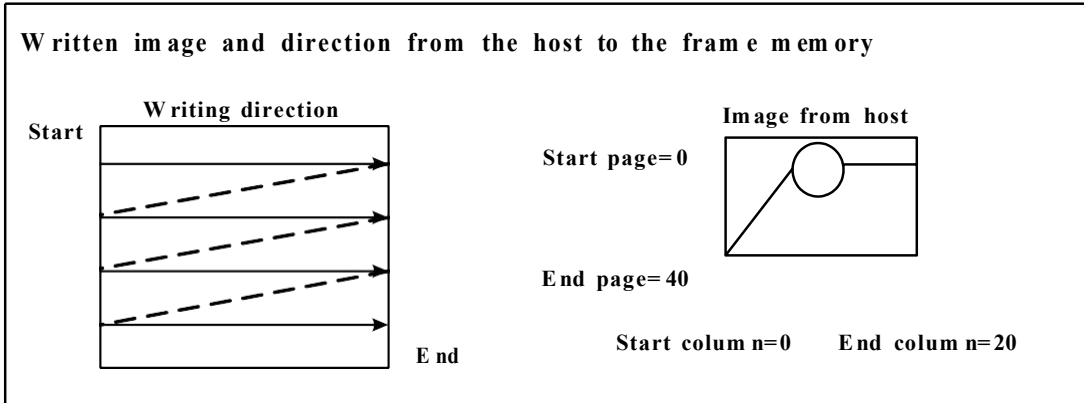 Written image and direction from the host to the frame memory
Writing direction
Start
Image from host
Start page=0
End page=40
End
Start column=0 End column=20